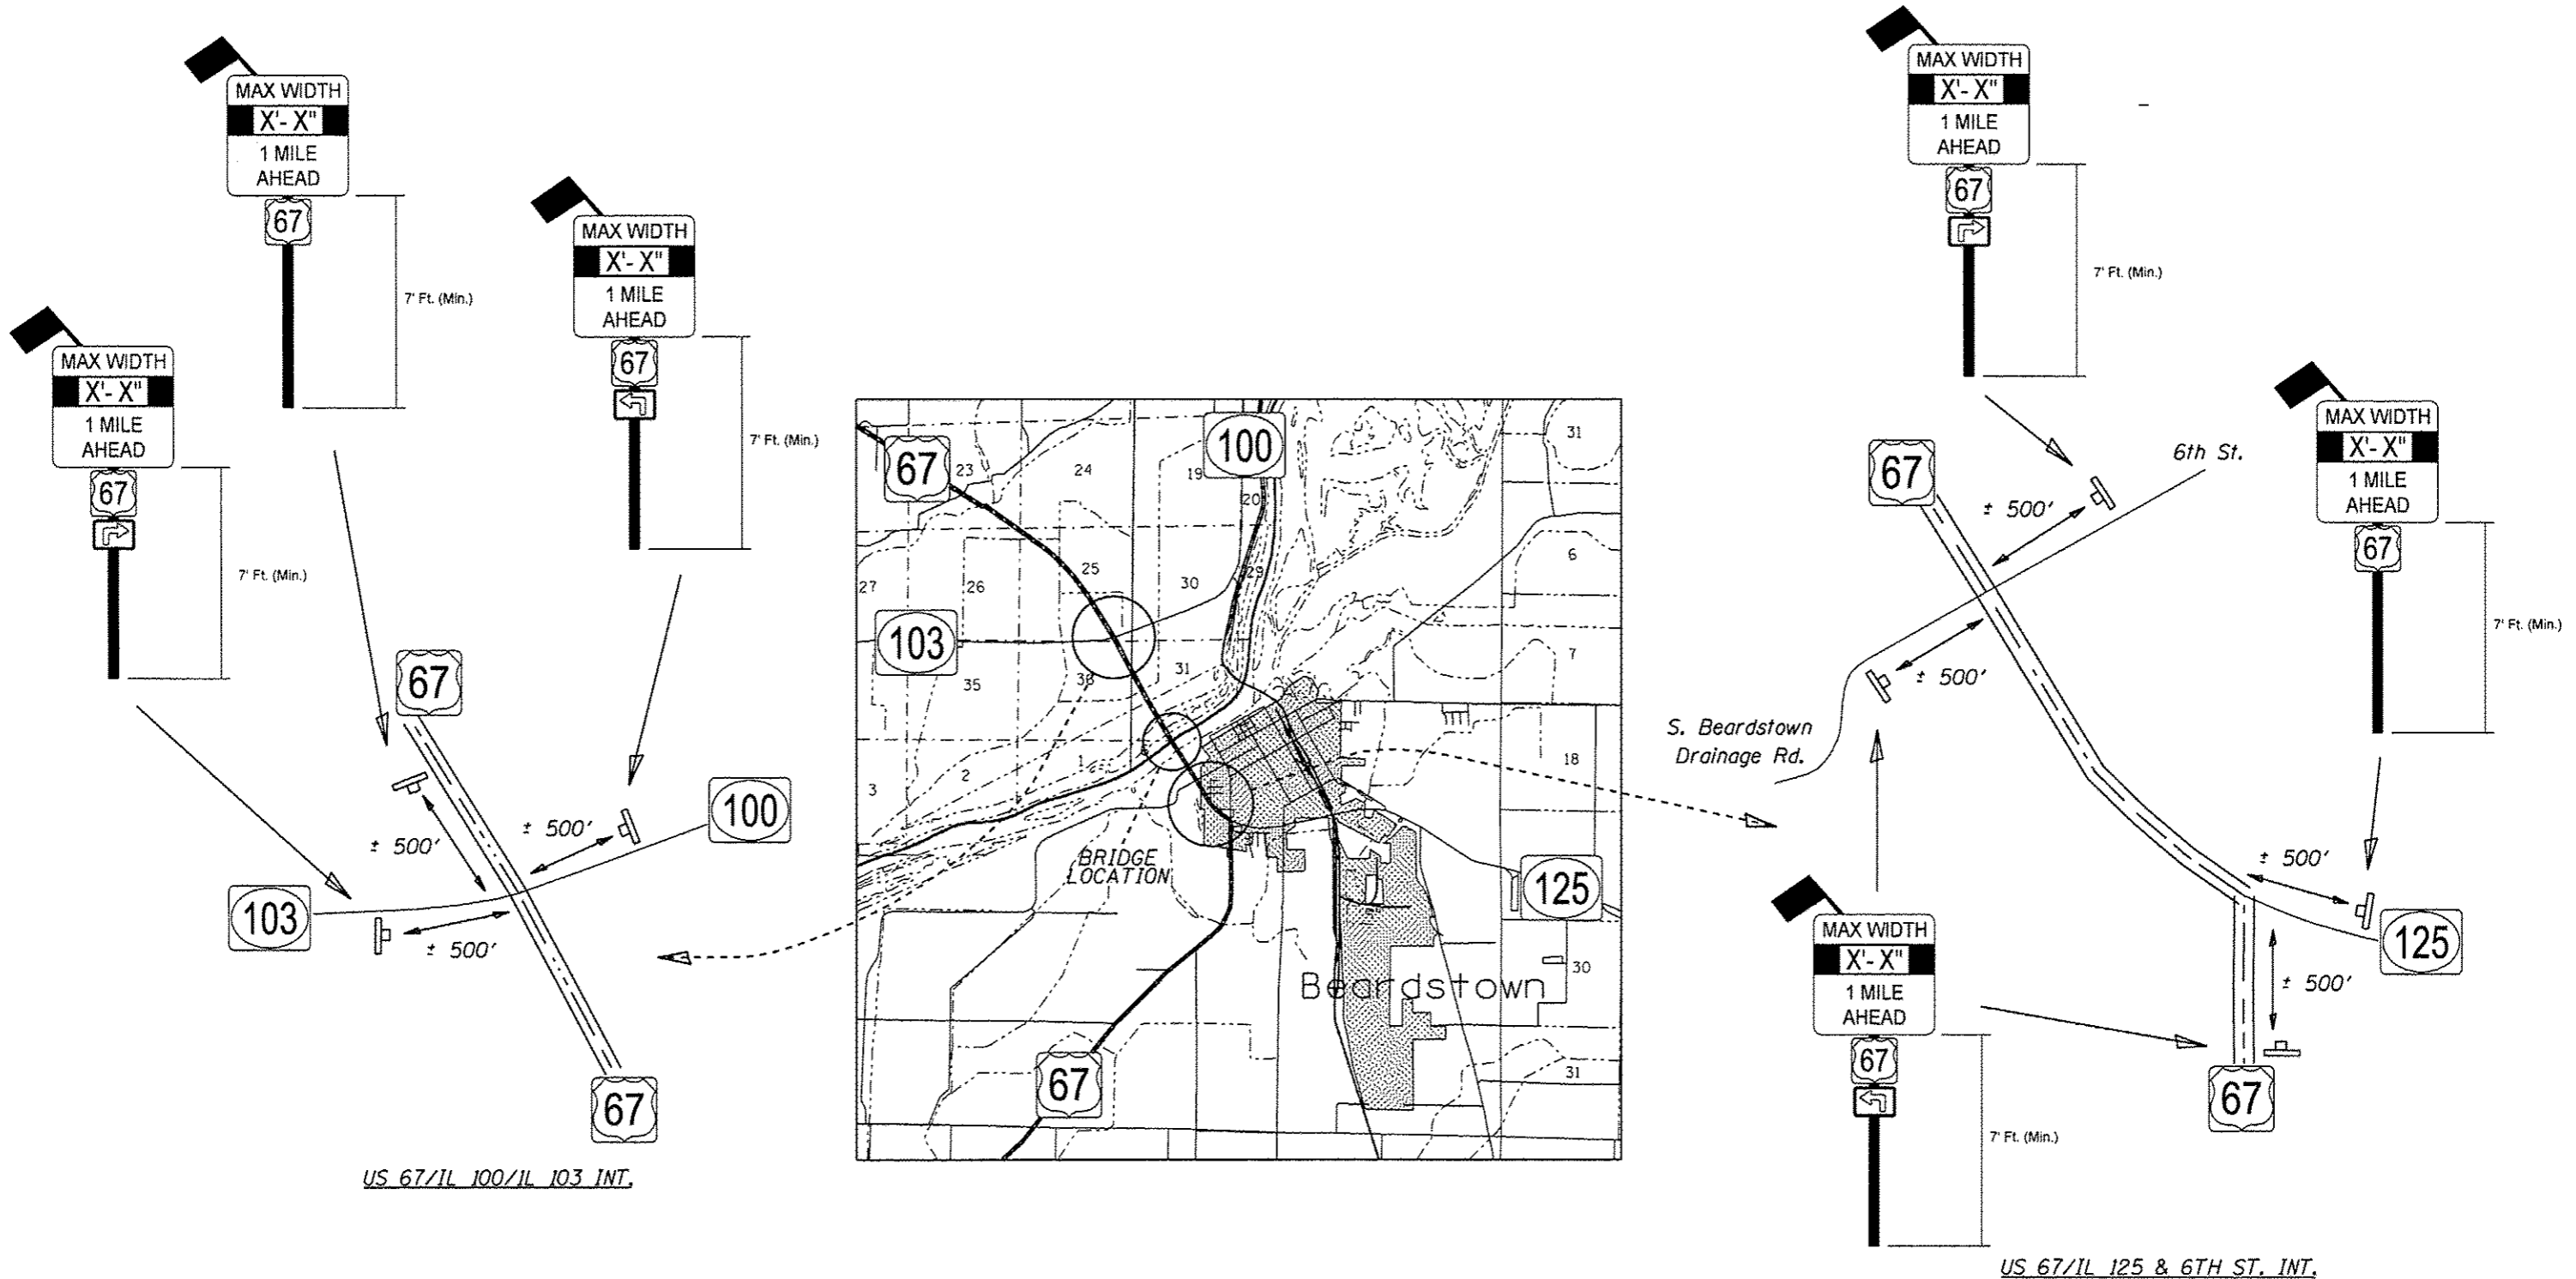 MAX WIDTH
X'- X"
1 MILE
AHEAD
67
7' Ft. (Min.)
MAX WIDTH
X'- X"
1 MILE
AHEAD
67
7' Ft. (Min.)
MAX WIDTH
X'- X"
1 MILE
AHEAD
67
7' Ft. (Min.)
67
± 500'
± 500'
± 500'
100
103
67
US 67/IL 100/IL 103 INT.
67
100
103
125
67
23
24
19
20
31
27
26
25
30
29
6
35
36
31
7
3
2
1
18
30
31
BRIDGE
LOCATION
Beardstown
MAX WIDTH
X'- X"
1 MILE
AHEAD
67
7' Ft. (Min.)
MAX WIDTH
X'- X"
1 MILE
AHEAD
67
7' Ft. (Min.)
67
6th St.
± 500'
± 500'
S. Beardstown
Drainage Rd.
± 500'
125
± 500'
67
MAX WIDTH
X'- X"
1 MILE
AHEAD
67
7' Ft. (Min.)
US 67/IL 125 & 6TH ST. INT.